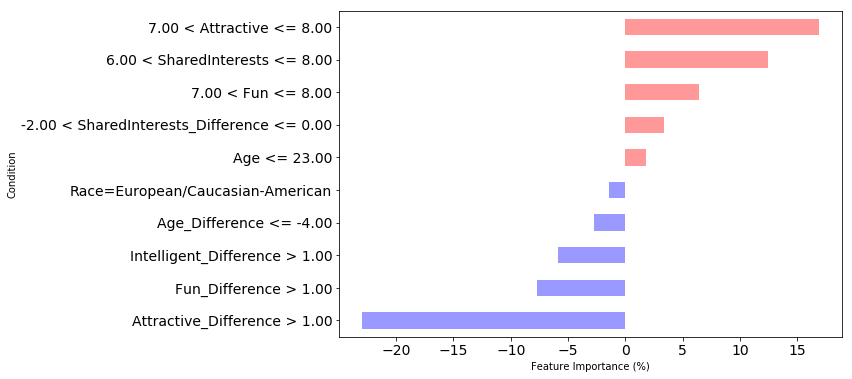 7.00 < Attractive <= 8.00
6.00 < SharedInterests <= 8.00
7.00 < Fun <= 8.00
-2.00 < SharedInterests_Difference <= 0.00
Age <= 23.00
Race=European/Caucasian-American
Age_Difference <= -4.00
Intelligent_Difference > 1.00
Fun_Difference > 1.00
Attractive_Difference > 1.00
Condition
−20 −15 −10 −5 0 5 10 15
Feature Importance (%)